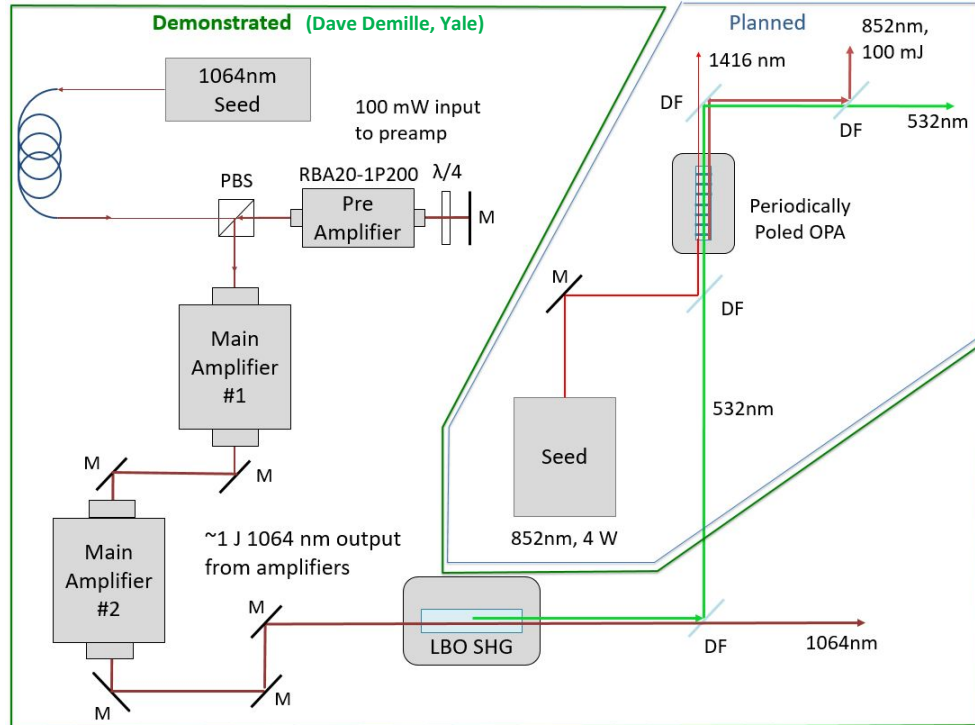 Demonstrated (Dave Demille, Yale)
Planned
852nm,
100 mJ
1416 nm
1064nm
Seed
100 mW input
to preamp
DF
DF
532nm
PBS
RBA20-1P200
λ/4
Pre
Amplifier
M
Periodically
Poled OPA
M
DF
Main
Amplifier
#1
532nm
Seed
M
M
852nm, 4 W
~1 J 1064 nm output
from amplifiers
Main
Amplifier
#2
M
LBO SHG
1064nm
DF
M
M